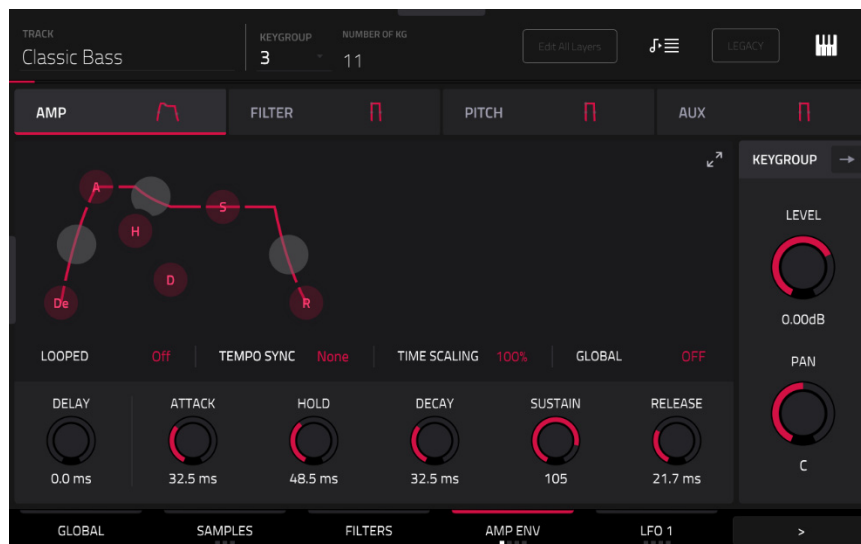 TRACK
KEYGROUP
NUMBER OF KG
Classic Bass
3
11
Edit All Layers
LEGACY
AMP
FILTER
PITCH
AUX
KEYGROUP
A
S
H
D
De
R
LEVEL
0.00dB
LOOPED Off
TEMPO SYNC None
TIME SCALING 100%
GLOBAL OFF
PAN
C
DELAY ATTACK HOLD DECAY SUSTAIN RELEASE
0.0 ms 32.5 ms 48.5 ms 32.5 ms 105 21.7 ms
GLOBAL SAMPLES FILTERS AMP ENV LFO 1 >